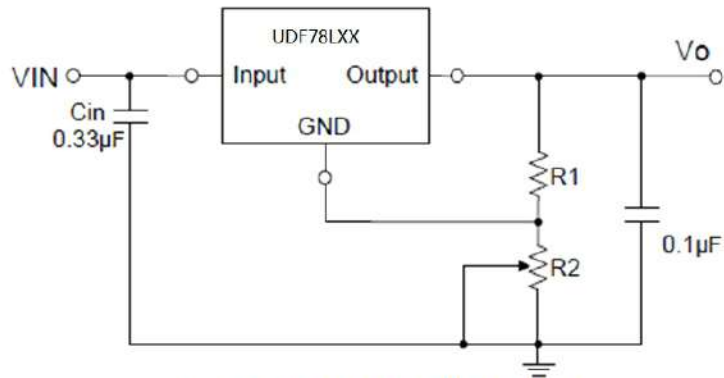 UDF78LXX
VIN
Input
Output
Vo
Cin
0.33µF
GND
R1
R2
0.1µF